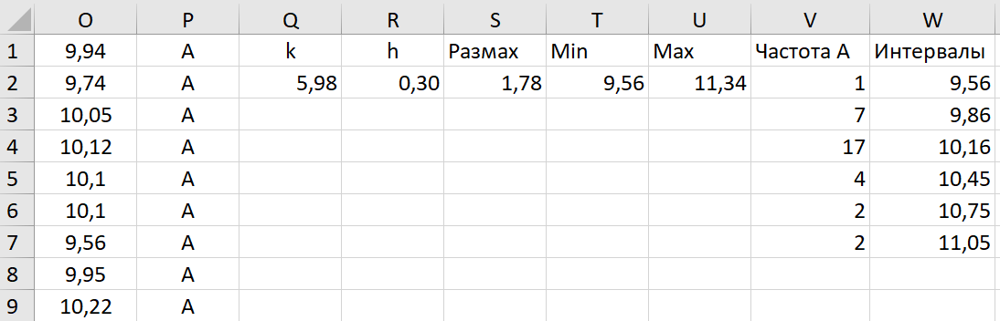 O P Q R S T U V W
1 9,94 A k h Размах Min Max Частота А Интервалы
2 9,74 A 5,98 0,30 1,78 9,56 11,34 1 9,56
3 10,05 A 7 9,86
4 10,12 A 17 10,16
5 10,1 A 4 10,45
6 10,1 A 2 10,75
7 9,56 A 2 11,05
8 9,95 A
9 10,22 A